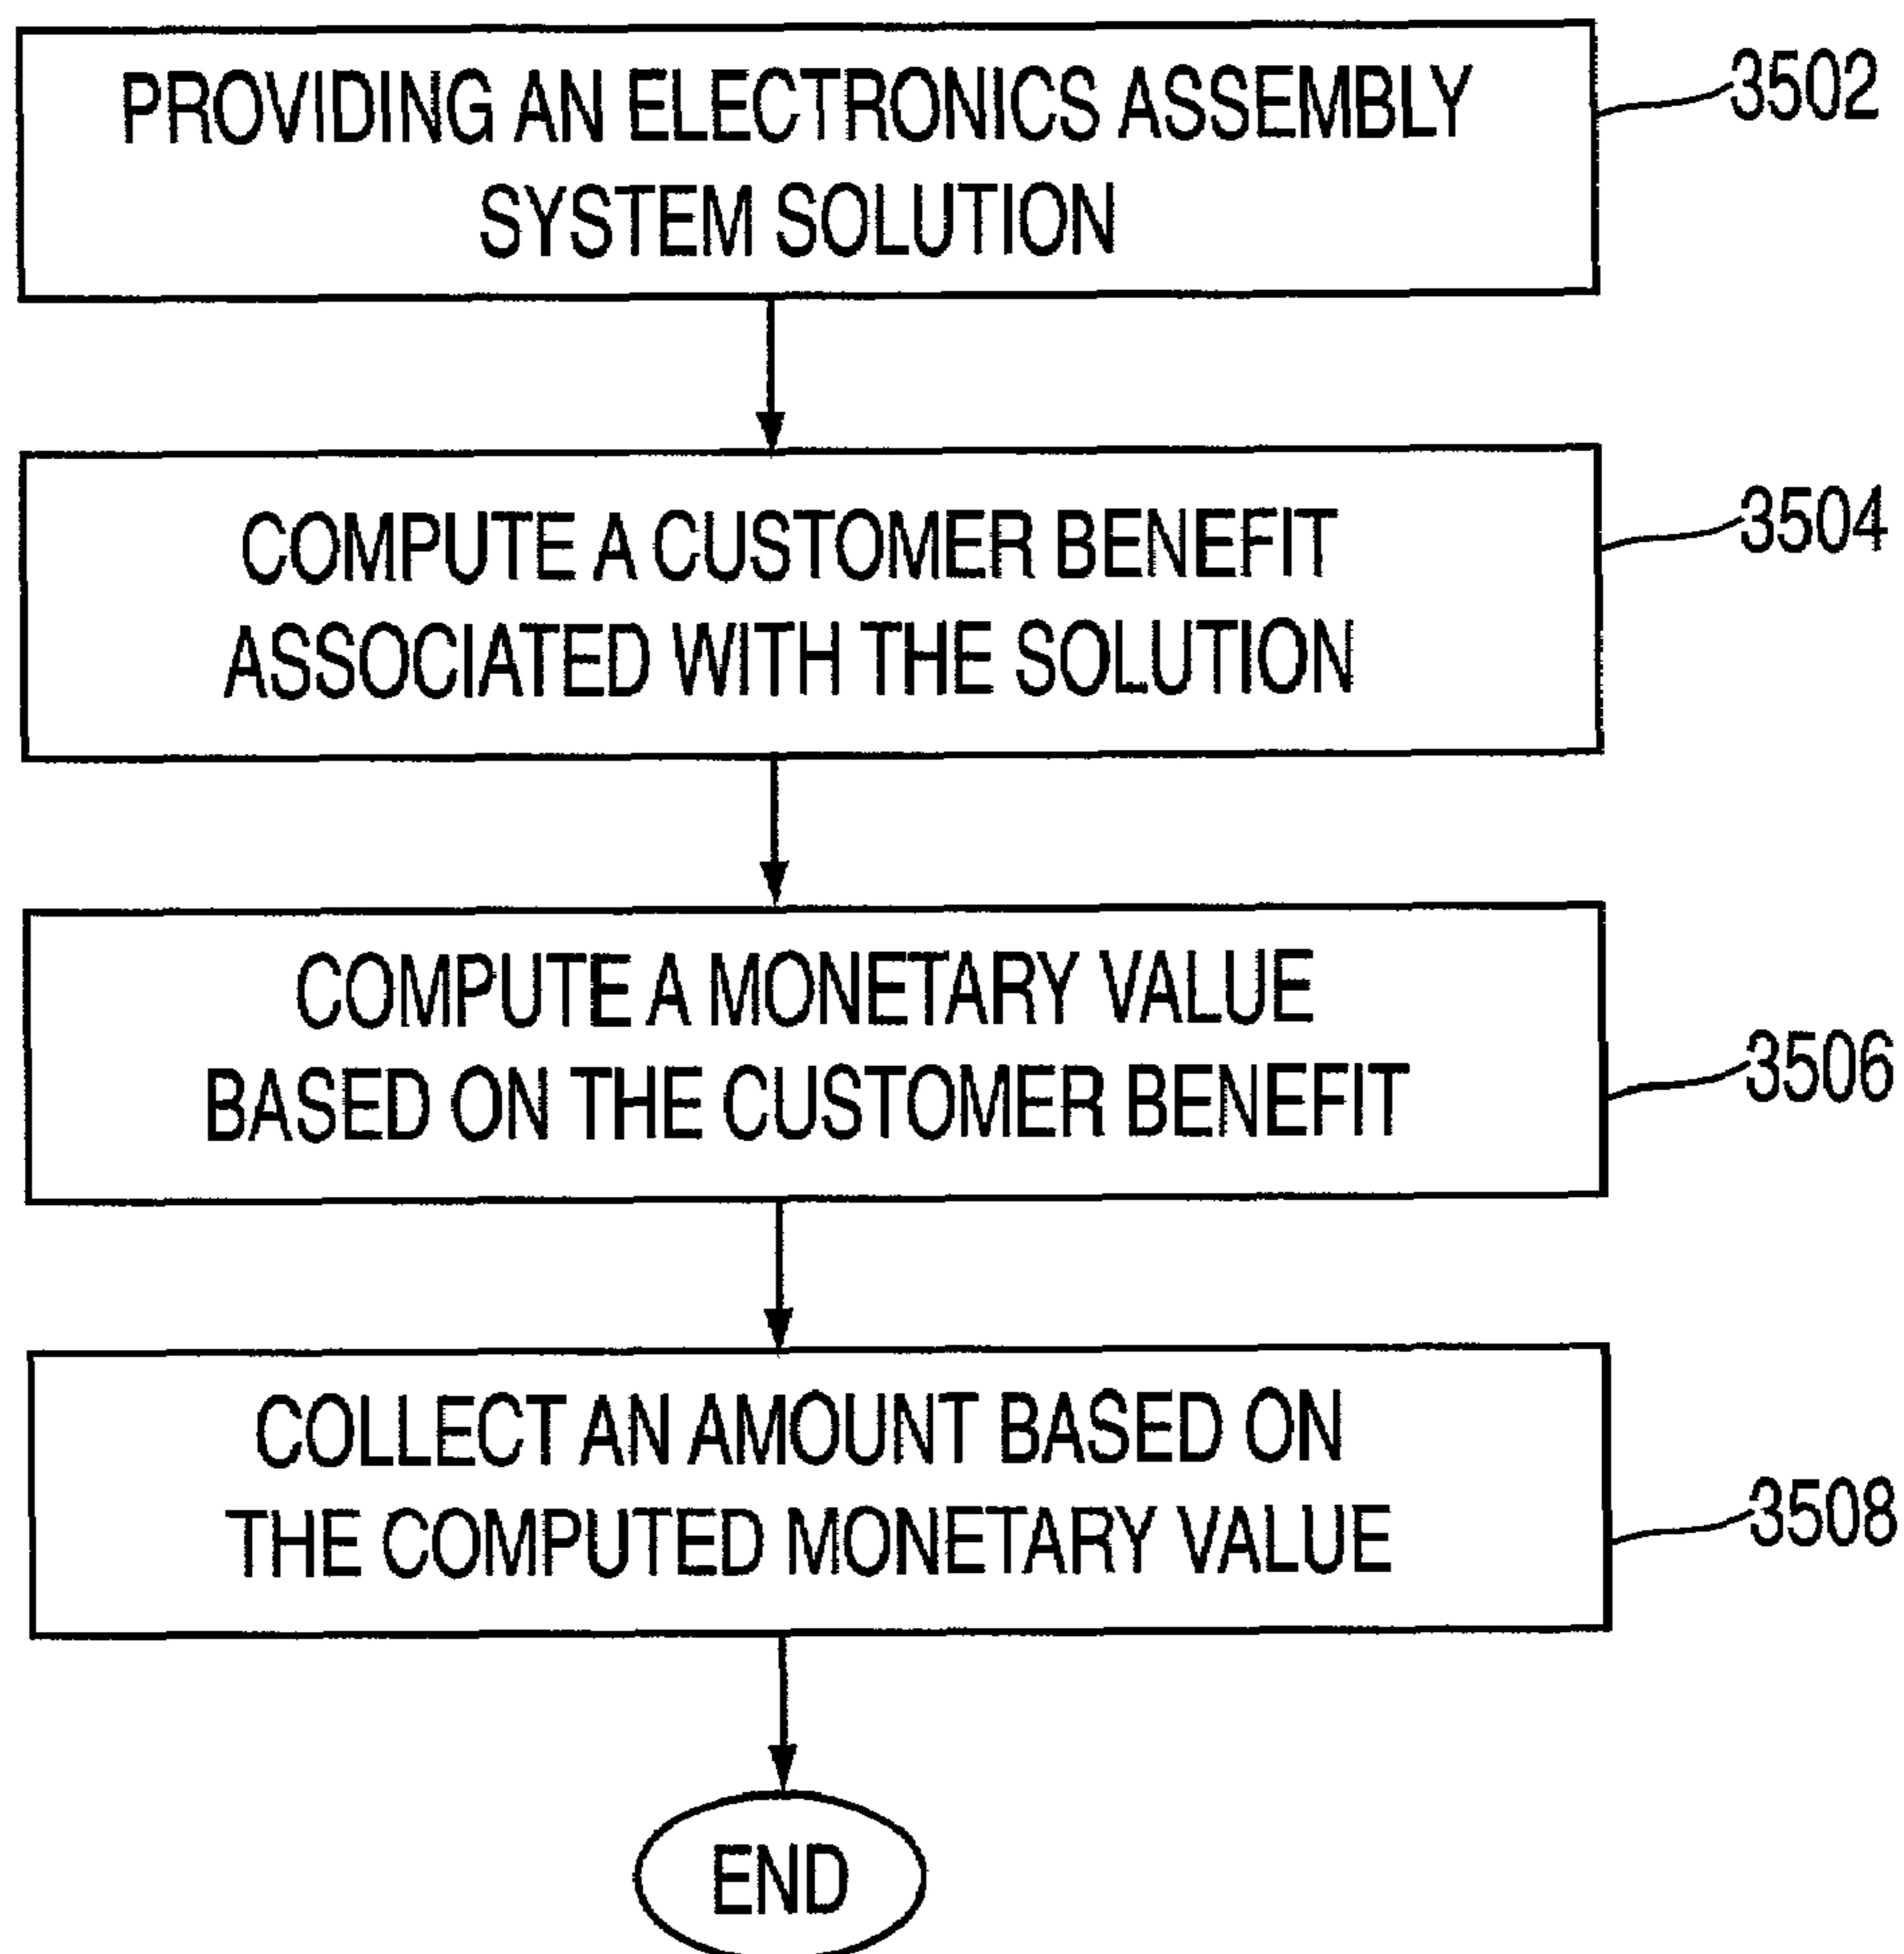 PROVIDING AN ELECTRONICS ASSEMBLY
SYSTEM SOLUTION
3502
COMPUTE A CUSTOMER BENEFIT
ASSOCIATED WITH THE SOLUTION
3504
COMPUTE A MONETARY VALUE
BASED ON THE CUSTOMER BENEFIT
3506
COLLECT AN AMOUNT BASED ON
THE COMPUTED MONETARY VALUE
3508
END